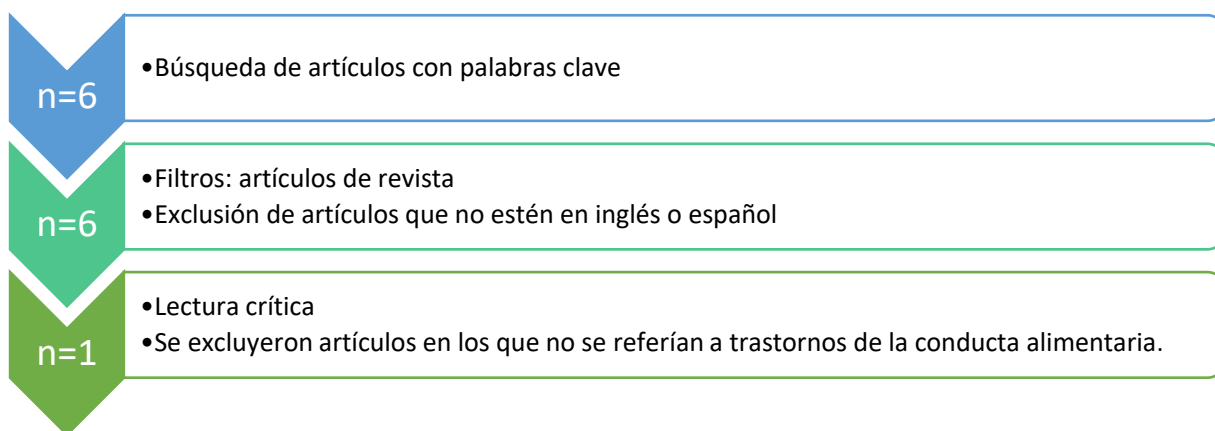 n=6
•Búsqueda de artículos con palabras clave
n=6
•Filtros: artículos de revista
•Exclusión de artículos que no estén en inglés o español
n=1
•Lectura crítica
•Se excluyeron artículos en los que no se referían a trastornos de la conducta alimentaria.